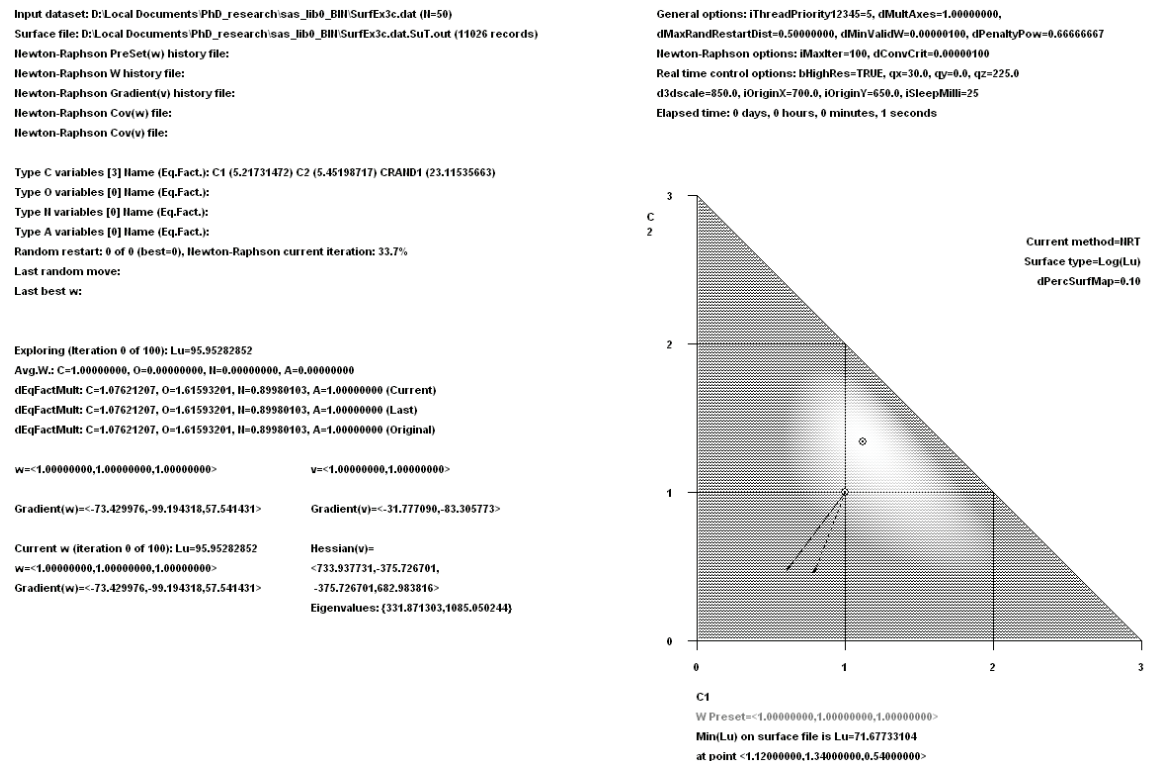 Input dataset: D:\Local Documents\PhD_research\sas_lib0_BIN\SurfEx3c.dat (N=50)
Surface file: D:\Local Documents\PhD_research\sas_lib0_BIN\SurfEx3c.dat.SuT.out (11026 records)
Newton-Raphson PreSet(w) history file:
Newton-Raphson W history file:
Newton-Raphson Gradient(v) history file:
Newton-Raphson Cov(w) file:
Newton-Raphson Cov(v) file:
Type C variables [3] Name (Eq.Fact.): C1 (5.21731472) C2 (5.45198717) CRAND1 (23.11535663)
Type O variables [0] Name (Eq.Fact.):
Type N variables [0] Name (Eq.Fact.):
Type A variables [0] Name (Eq.Fact.):
Random restart: 0 of 0 (best=0), Newton-Raphson current iteration: 33.7%
Last random move:
Last best w:
Exploring (Iteration 0 of 100): Lu=95.95282852
Avg.W.: C=1.00000000, O=0.00000000, N=0.00000000, A=0.00000000
dEqFactMult: C=1.07621207, O=1.61593201, N=0.89980103, A=1.00000000 (Current)
dEqFactMult: C=1.07621207, O=1.61593201, N=0.89980103, A=1.00000000 (Last)
dEqFactMult: C=1.07621207, O=1.61593201, N=0.89980103, A=1.00000000 (Original)
w=<1.00000000,1.00000000,1.00000000> v=<1.00000000,1.00000000>
Gradient(w)=<-73.429976,-99.194318,57.541431> Gradient(v)=<-31.777090,-83.305773>
Current w (iteration 0 of 100): Lu=95.95282852 Hessian(v)=
w=<1.00000000,1.00000000,1.00000000> <733.937731,-375.726701,
Gradient(w)=<-73.429976,-99.194318,57.541431> -375.726701,682.983816>
Eigenvalues: {331.871303,1085.050244}
General options: iThreadPriority12345=5, dMultAxes=1.00000000,
dMaxRandRestartDist=0.50000000, dMinValidW=0.00000100, dPenaltyPow=0.66666667
Newton-Raphson options: iMaxIter=100, dConvCrit=0.00000100
Real time control options: bHighRes=TRUE, qx=30.0, qy=0.0, qz=225.0
d3dscale=850.0, iOriginX=700.0, iOriginY=650.0, iSleepMilli=25
Elapsed time: 0 days, 0 hours, 0 minutes, 1 seconds
3
C
2
Current method=NRT
Surface type=Log(Lu)
dPercSurfMap=0.10
2
1
0
0 1 2 3
C1
W Preset=<1.00000000,1.00000000,1.00000000>
Min(Lu) on surface file is Lu=71.67733104
at point <1.12000000,1.34000000,0.54000000>